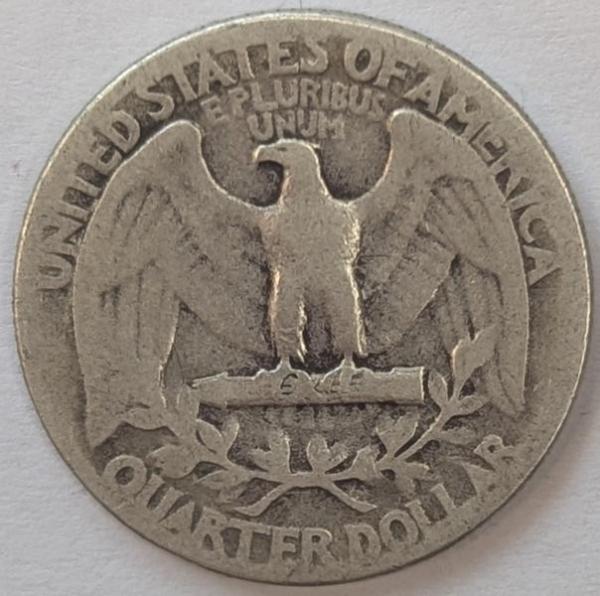 UNITED STATES OF AMERICA
E PLURIBUS
UNUM
QUARTER DOLLAR